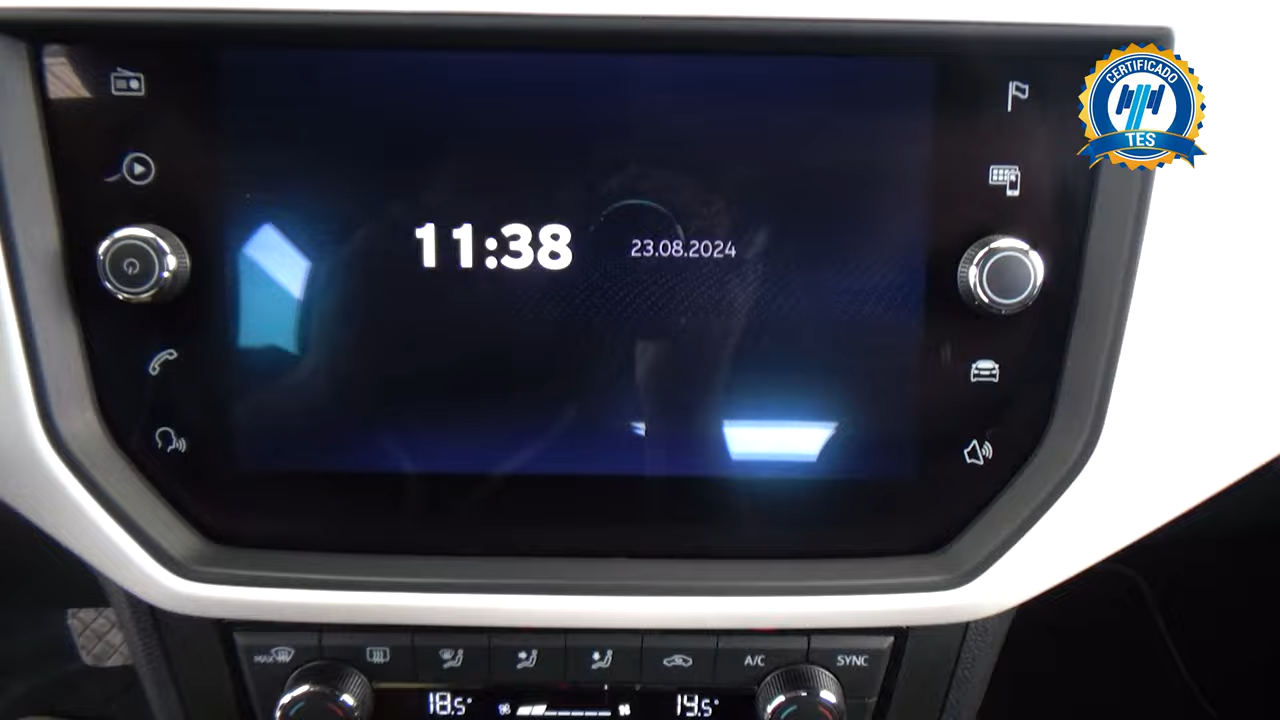 CERTIFICADO
TES
11:38
23.08.2024
MAX
A/C
SYNC
18.5°
19.5°